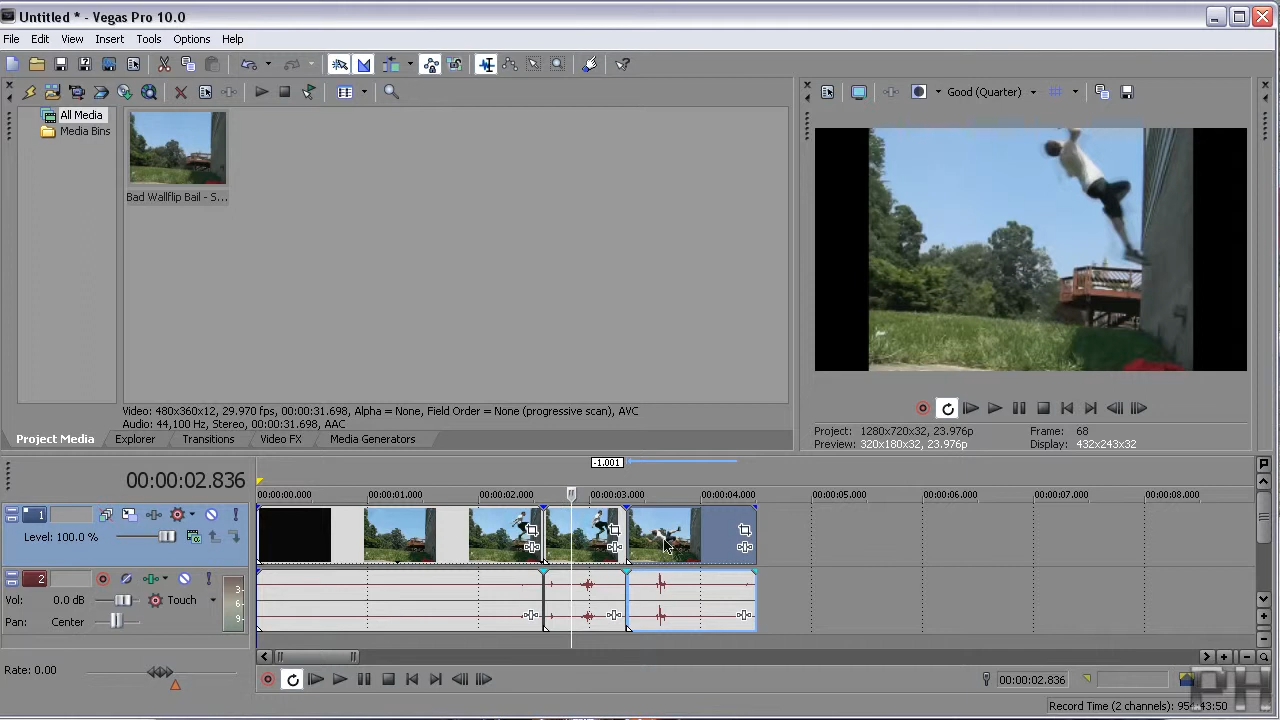 Untitled * - Vegas Pro 10.0
File Edit View Insert Tools Options Help
Good (Quarter)
All Media
Media Bins
Bad Wallflip Bail - S...
Video: 480x360x12, 29.970 fps, 00:00:31.698, Alpha = None, Field Order = None (progressive scan), AVC
Audio: 44,100 Hz, Stereo, 00:00:31.698, AAC
Project Media Explorer Transitions Video FX Media Generators
Project: 1280x720x32, 23.976p Frame: 68
Preview: 320x180x32, 23.976p Display: 432x243x32
-1.001
00:00:02.836
00:00:00.000 00:00:01.000 00:00:02.000 00:00:03.000 00:00:04.000 00:00:05.000 00:00:06.000 00:00:07.000 00:00:08.000
1
Level: 100.0 %
2
Vol: 0.0 dB Touch
Pan: Center
3-
6-
9-
Rate: 0.00
00:00:02.836
PH